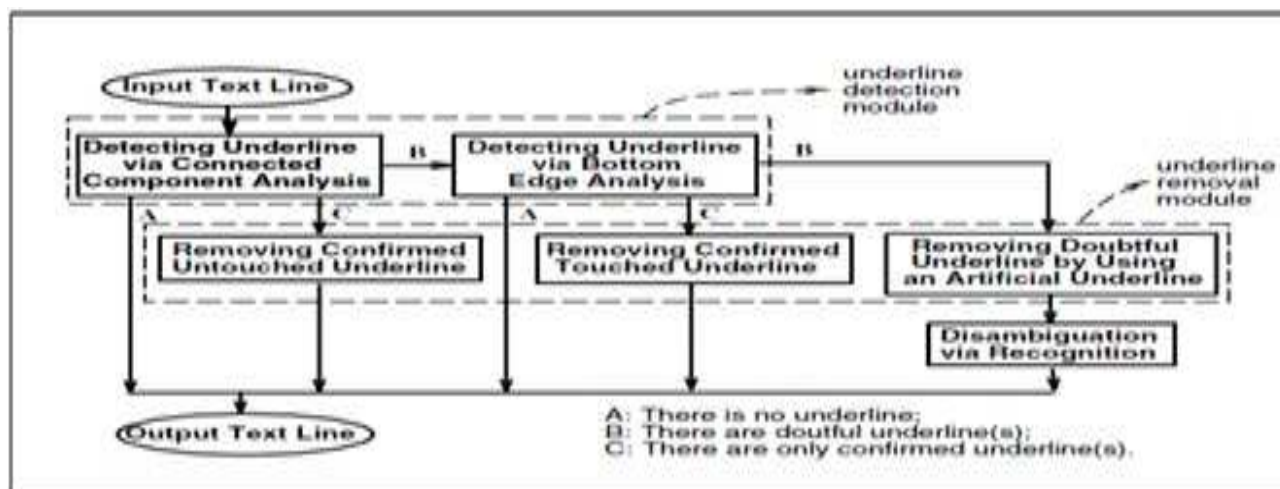 Input Text Line
underline
detection
module
Detecting Underline
via Connected
Component Analysis
B
Detecting Underline
via Bottom
Edge Analysis
B
underline
removal
module
A
C
A
C
Removing Confirmed
Untouched Underline
Removing Confirmed
Touched Underline
Removing Doubtful
Underline by Using
an Artificial Underline
Disambiguation
via Recognition
Output Text Line
A: There is no underline;
B: There are doutful underline(s);
C: There are only confirmed underline(s).